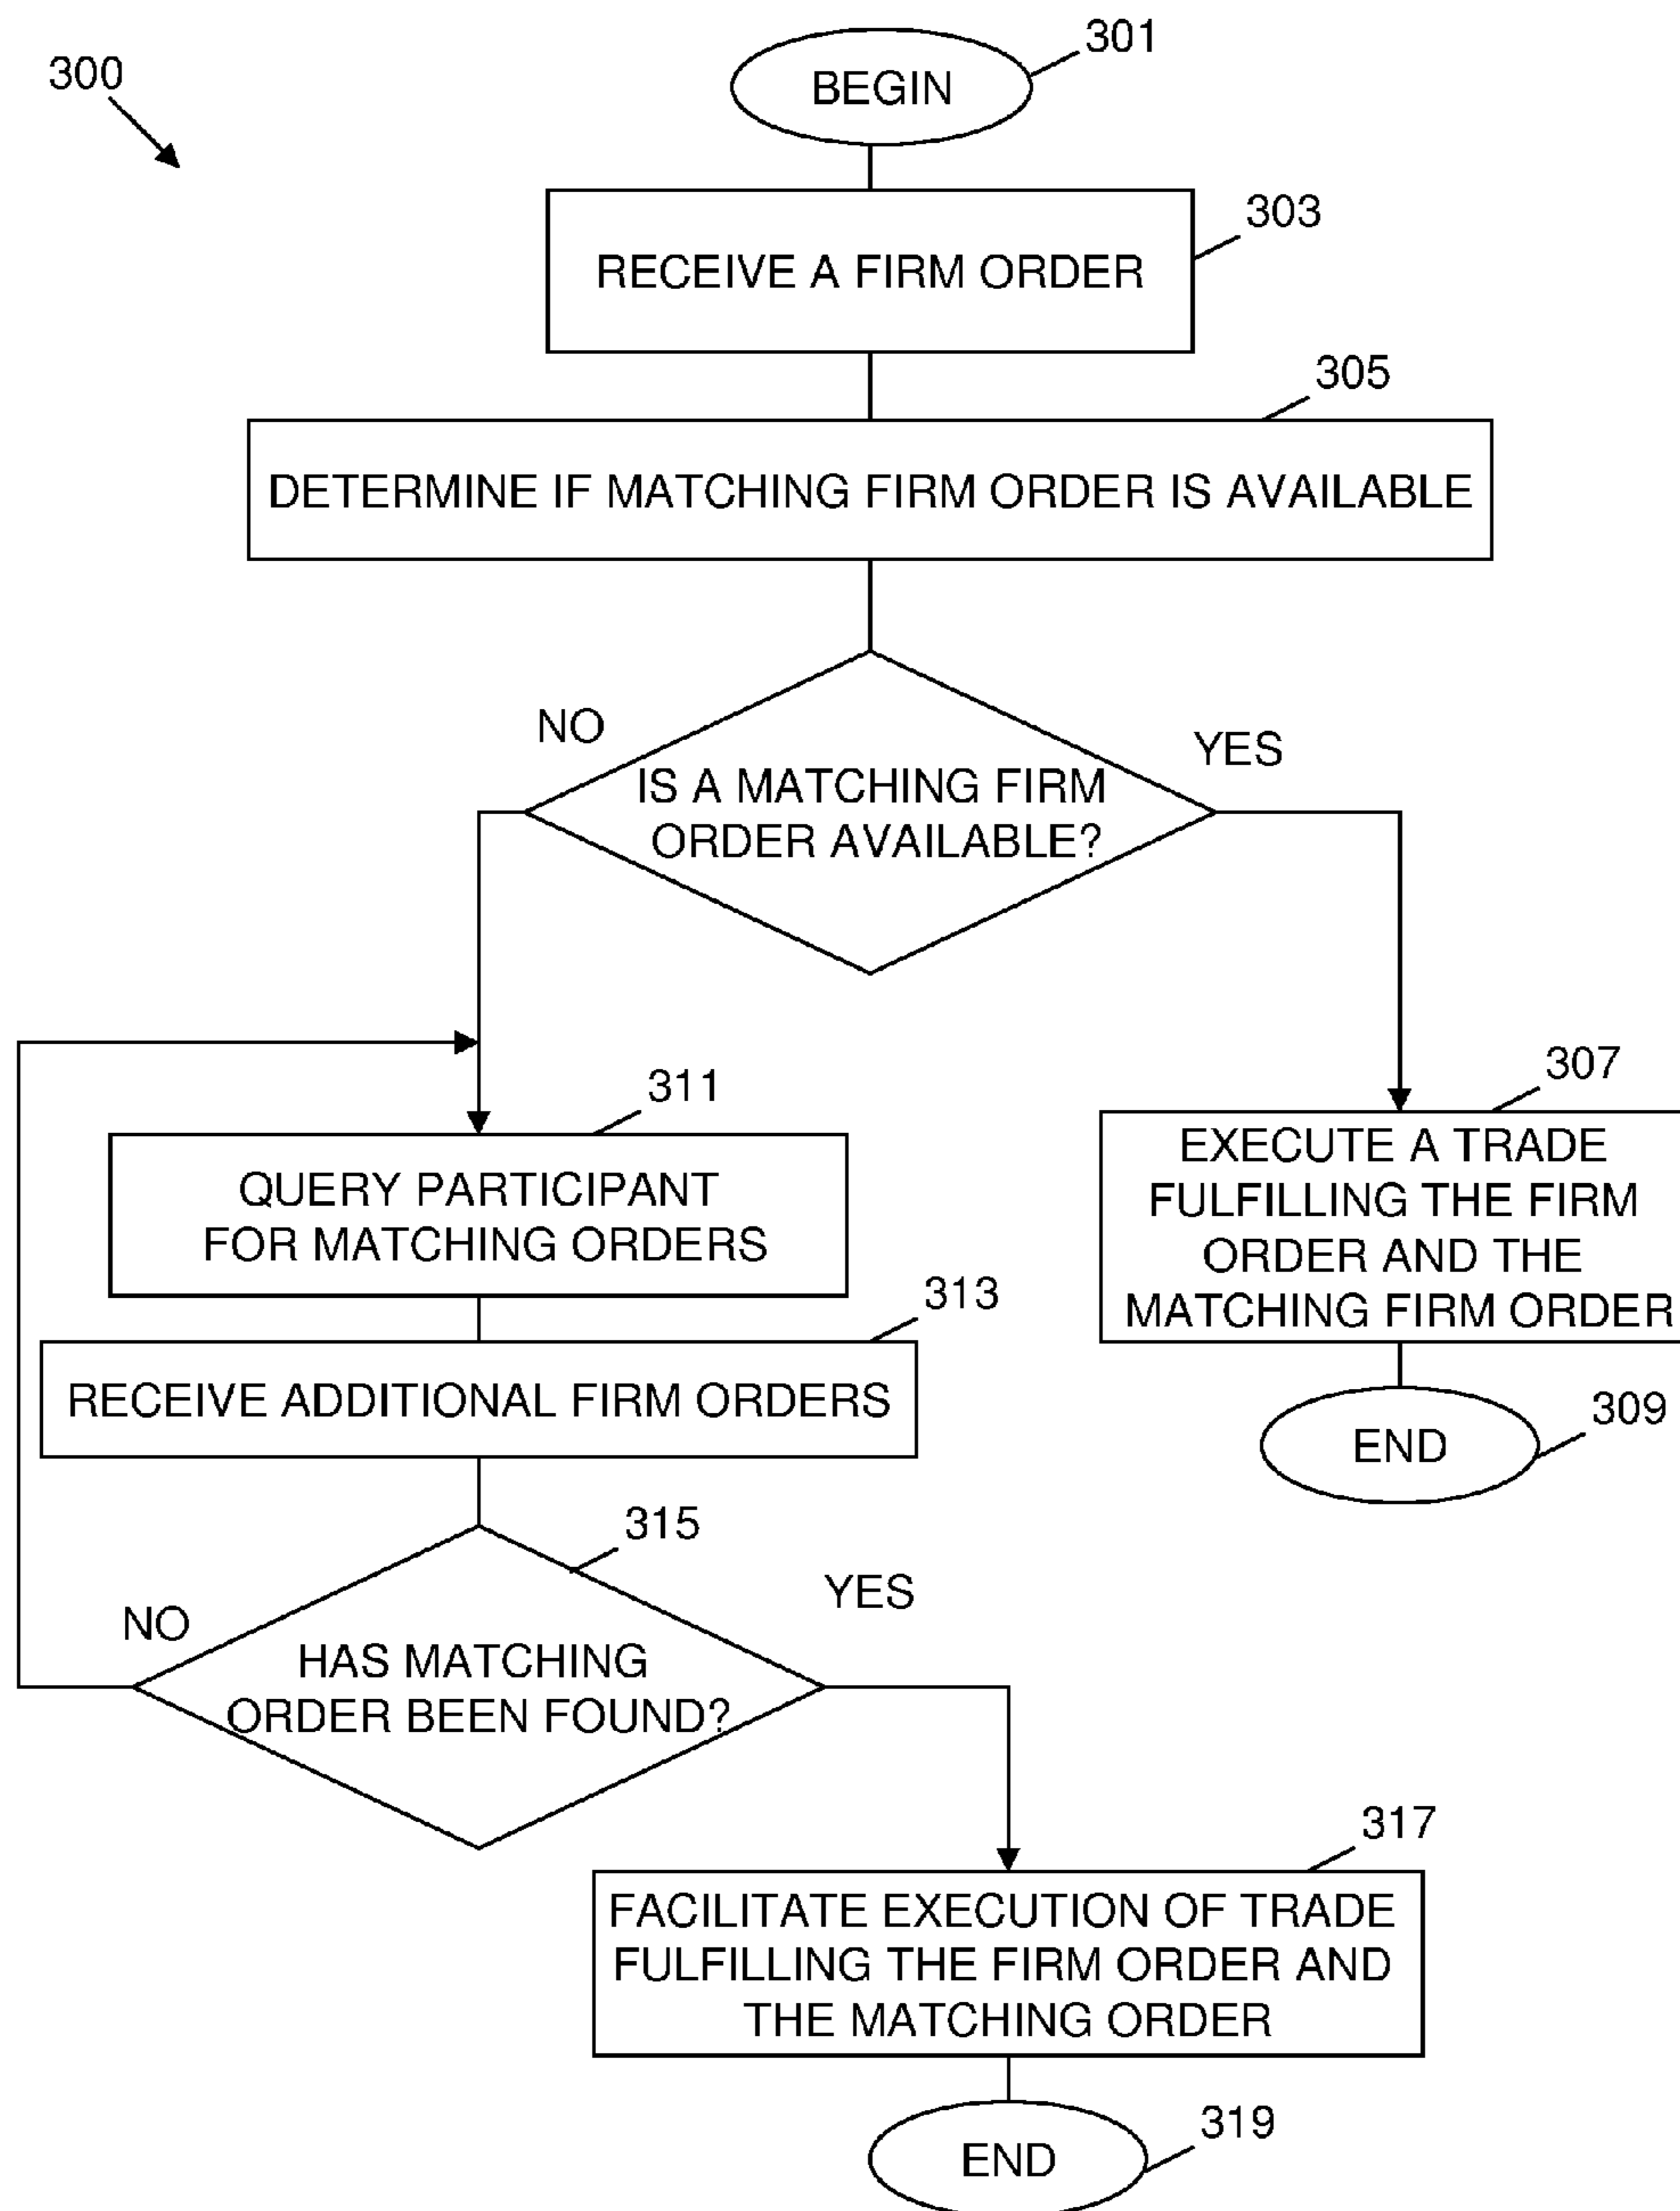 300
BEGIN
301
RECEIVE A FIRM ORDER
303
305
DETERMINE IF MATCHING FIRM ORDER IS AVAILABLE
NO
YES
IS A MATCHING FIRM
ORDER AVAILABLE?
311
QUERY PARTICIPANT
FOR MATCHING ORDERS
307
EXECUTE A TRADE
FULFILLING THE FIRM
ORDER AND THE
MATCHING FIRM ORDER
313
RECEIVE ADDITIONAL FIRM ORDERS
END
309
315
NO
YES
HAS MATCHING
ORDER BEEN FOUND?
317
FACILITATE EXECUTION OF TRADE
FULFILLING THE FIRM ORDER AND
THE MATCHING ORDER
END
319